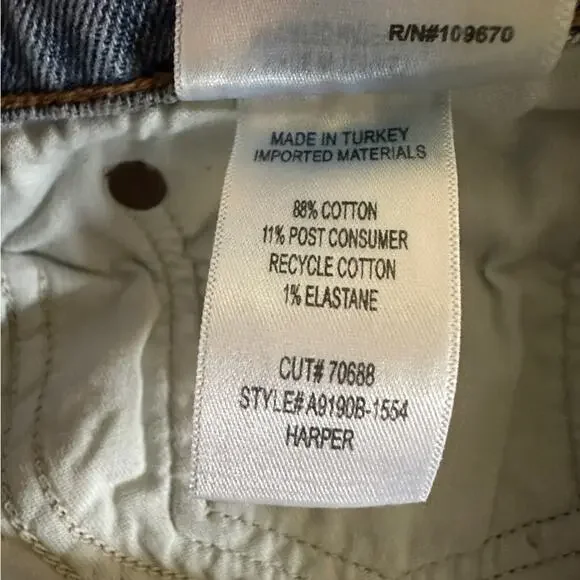 R/N#109670
MADE IN TURKEY
IMPORTED MATERIALS
88% COTTON
11% POST CONSUMER
RECYCLE COTTON
1% ELASTANE
CUT# 70688
STYLE# A9190B-1554
HARPER